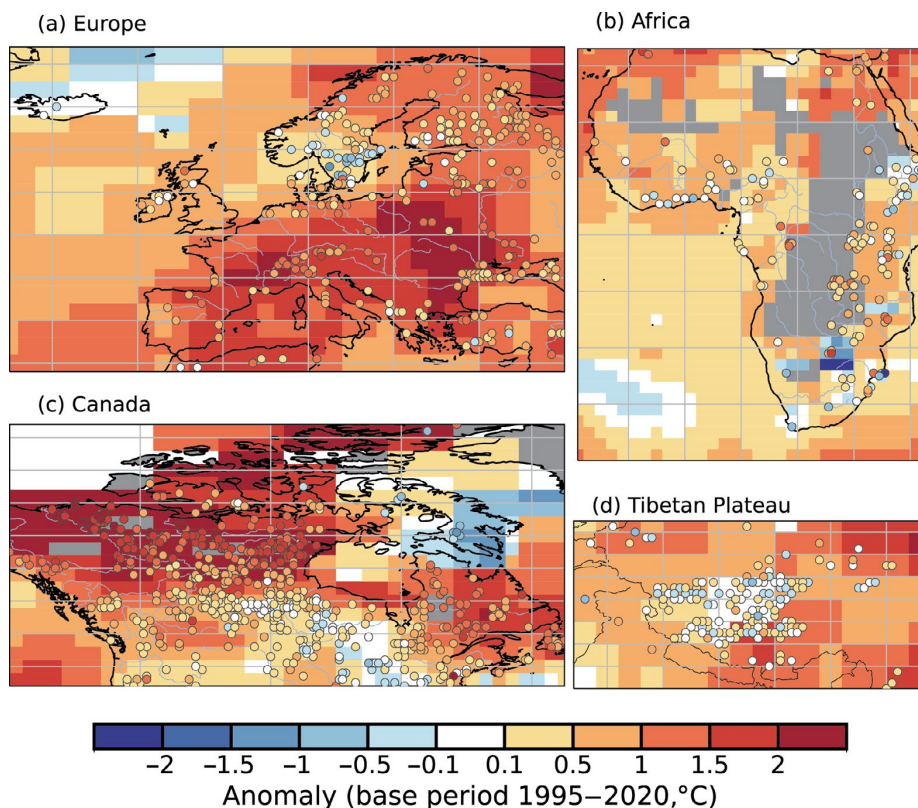 (a) Europe
(b) Africa
(c) Canada
(d) Tibetan Plateau
−2 −1.5 −1 −0.5 −0.1 0.1 0.5 1 1.5 2
Anomaly (base period 1995−2020,°C)